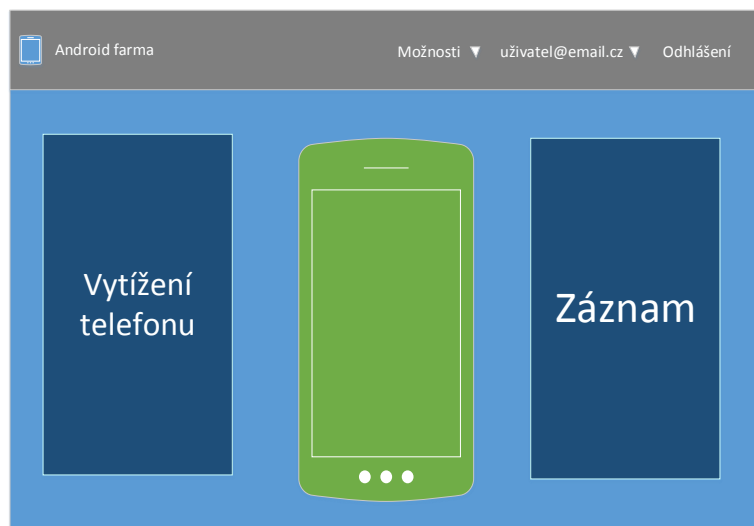 Android farma
Možnosti
uživatel@email.cz
Odhlášení
Vytížení
telefonu
Záznam